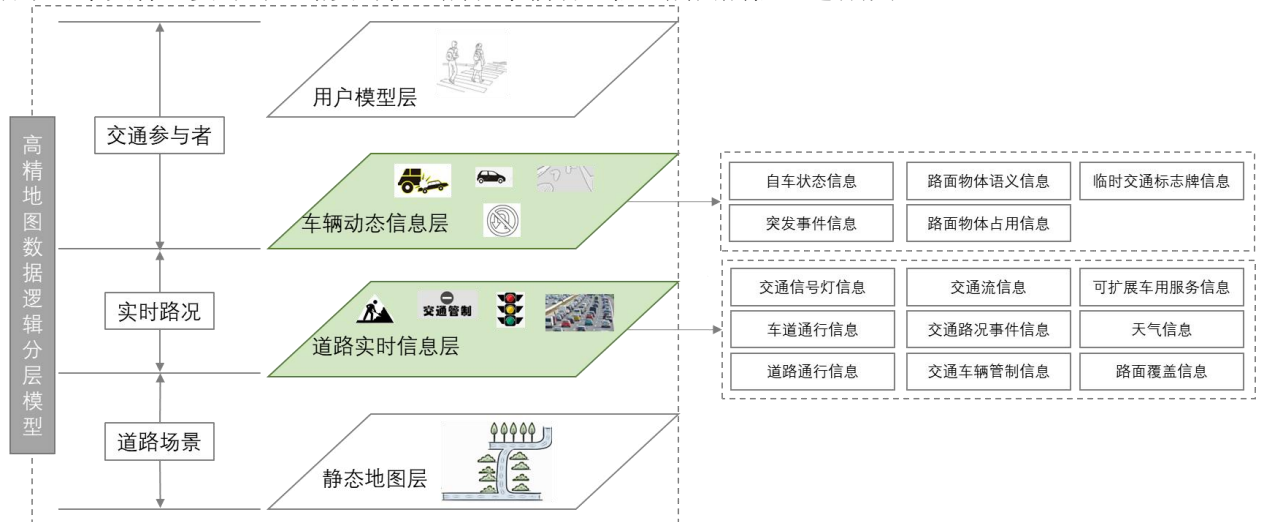 高精地图数据逻辑分层模型
交通参与者
实时路况
道路场景
用户模型层
车辆动态信息层
交通管制
道路实时信息层
静态地图层
自车状态信息
路面物体语义信息
临时交通标志牌信息
突发事件信息
路面物体占用信息
交通信号灯信息
交通流信息
可扩展车用服务信息
车道通行信息
交通路况事件信息
天气信息
道路通行信息
交通车辆管制信息
路面覆盖信息